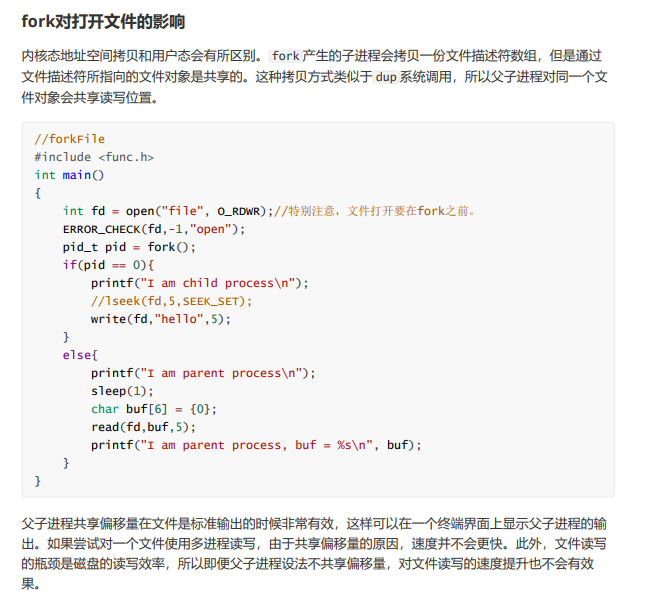 fork对打开文件的影响
内核态地址空间拷贝和用户态会有所区别。fork产生的子进程会拷贝一份文件描述符数组，但是通过
文件描述符所指向的文件对象是共享的。这种拷贝方式类似于dup系统调用，所以父子进程对同一个文
件对象会共享读写位置。
//forkFile
#include <func.h>
int main()
{
    int fd = open("file", O_RDWR);//特别注意，文件打开要在fork之前。
    ERROR_CHECK(fd,-1,"open");
    pid_t pid = fork();
    if(pid == 0){
        printf("I am child process\n");
        //lseek(fd,5,SEEK_SET);
        write(fd,"hello",5);
    }
    else{
        printf("I am parent process\n");
        sleep(1);
        char buf[6] = {0};
        read(fd,buf,5);
        printf("I am parent process, buf = %s\n", buf);
    }
}
父子进程共享偏移量在文件是标准输出的时候非常有效，这样可以在一个终端界面上显示父子进程的输
出。如果尝试对一个文件使用多进程读写，由于共享偏移量的原因，速度并不会更快。此外，文件读写
的瓶颈是磁盘的读写效率，所以即便父子进程设法不共享偏移量，对文件读写的速度提升也不会有效
果。